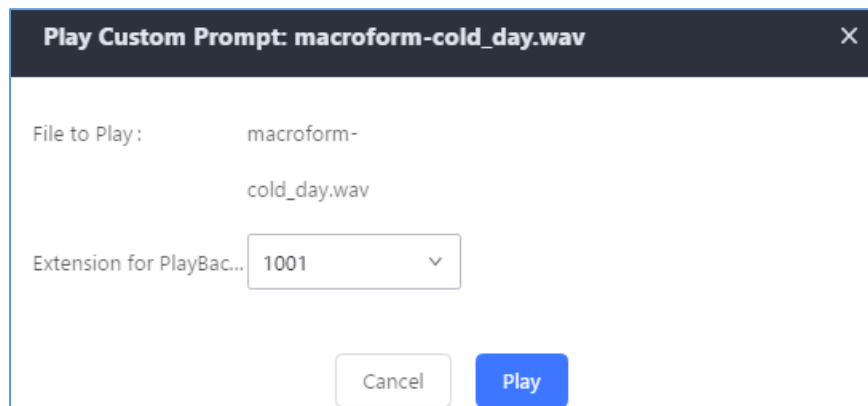 Play Custom Prompt: macroform-cold_day.wav
File to Play :
macroform-
cold_day.wav
Extension for PlayBac...
1001
Cancel
Play